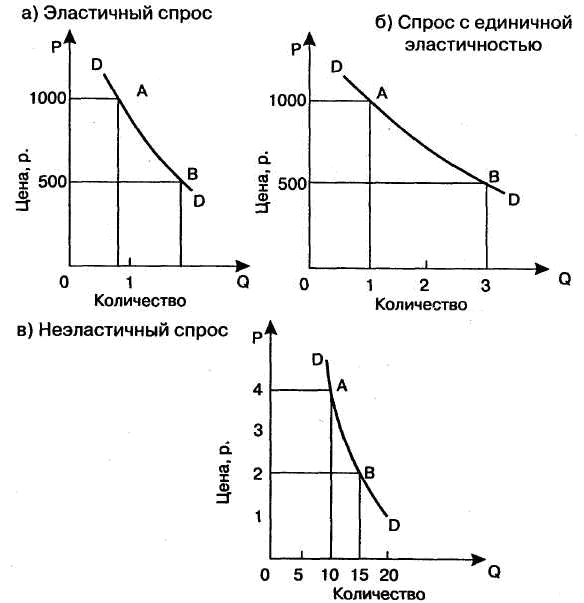 а) Эластичный спрос
P
D
A
1000
B
500
D
Цена, р.
0
1
Q
Количество
б) Спрос с единичной
эластичностью
P
D
A
1000
B
500
D
Цена, р.
0
1
2
3
Q
Количество
в) Неэластичный спрос
P
D
A
4
3
B
2
1
D
Цена, р.
0 5 10 15 20
Q
Количество